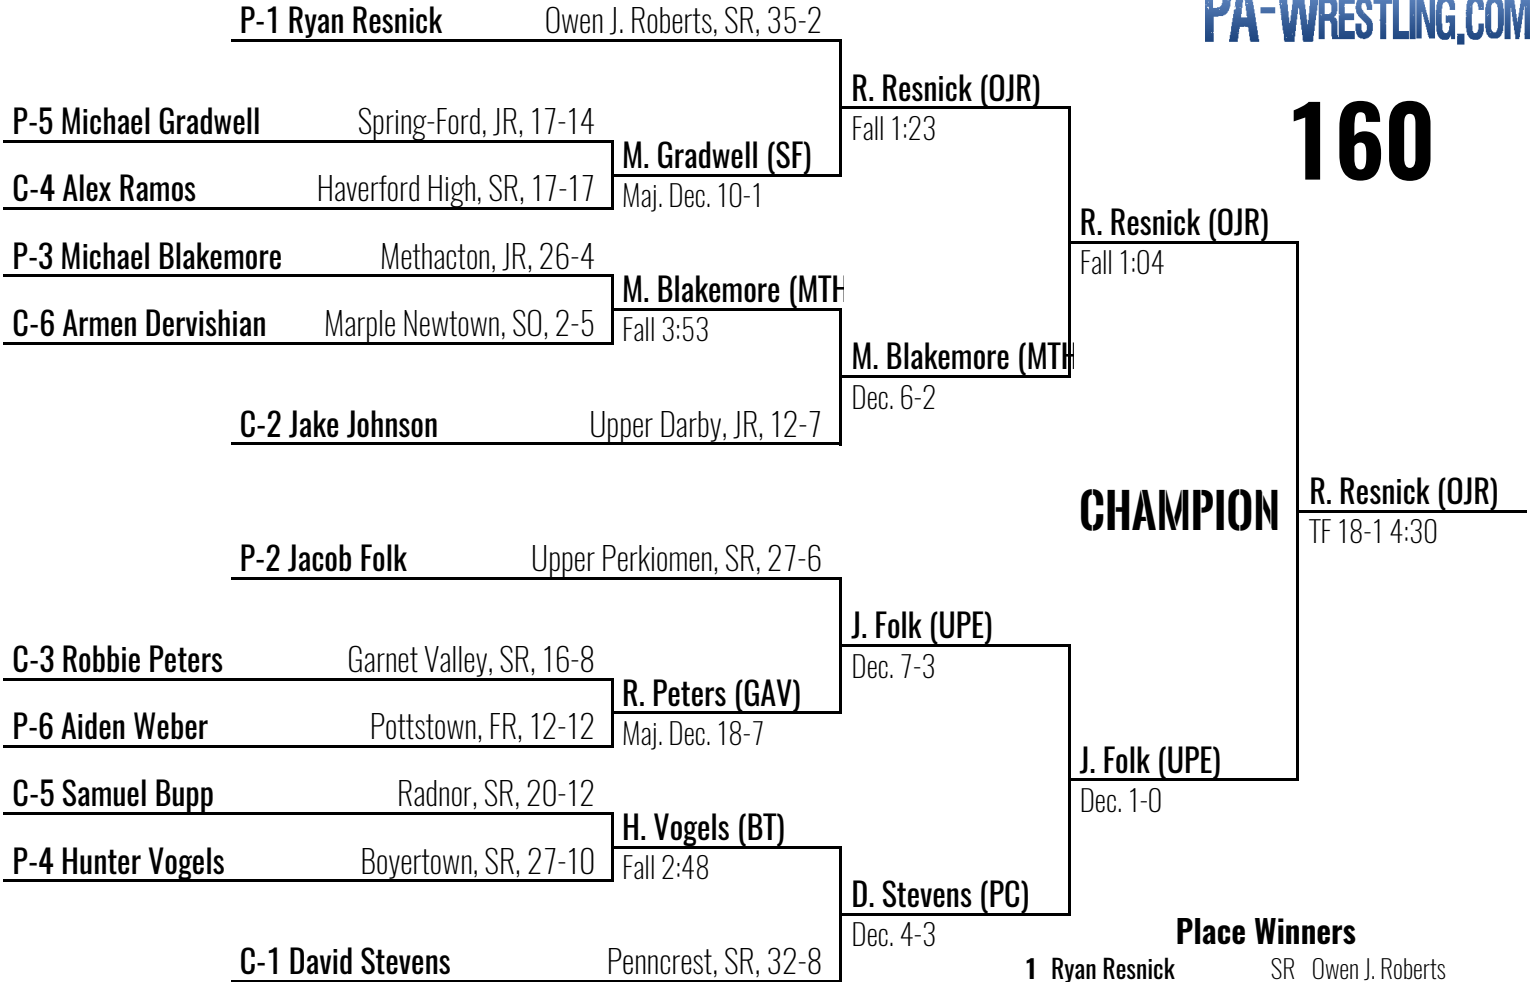 PA-WRESTLING.COM
160
P-1 Ryan Resnick Owen J. Roberts, SR, 35-2
R. Resnick (OJR)
Fall 1:23
P-5 Michael Gradwell Spring-Ford, JR, 17-14
M. Gradwell (SF)
Maj. Dec. 10-1
C-4 Alex Ramos Haverford High, SR, 17-17
R. Resnick (OJR)
Fall 1:04
P-3 Michael Blakemore Methacton, JR, 26-4
M. Blakemore (MTH
Fall 3:53
C-6 Armen Dervishian Marple Newtown, SO, 2-5
M. Blakemore (MTH
Dec. 6-2
C-2 Jake Johnson Upper Darby, JR, 12-7
CHAMPION
R. Resnick (OJR)
TF 18-1 4:30
P-2 Jacob Folk Upper Perkiomen, SR, 27-6
J. Folk (UPE)
Dec. 7-3
C-3 Robbie Peters Garnet Valley, SR, 16-8
R. Peters (GAV)
Maj. Dec. 18-7
P-6 Aiden Weber Pottstown, FR, 12-12
J. Folk (UPE)
Dec. 1-0
C-5 Samuel Bupp Radnor, SR, 20-12
H. Vogels (BT)
Fall 2:48
P-4 Hunter Vogels Boyertown, SR, 27-10
D. Stevens (PC)
Dec. 4-3
C-1 David Stevens Penncrest, SR, 32-8
Place Winners
1 Ryan Resnick SR Owen J. Roberts